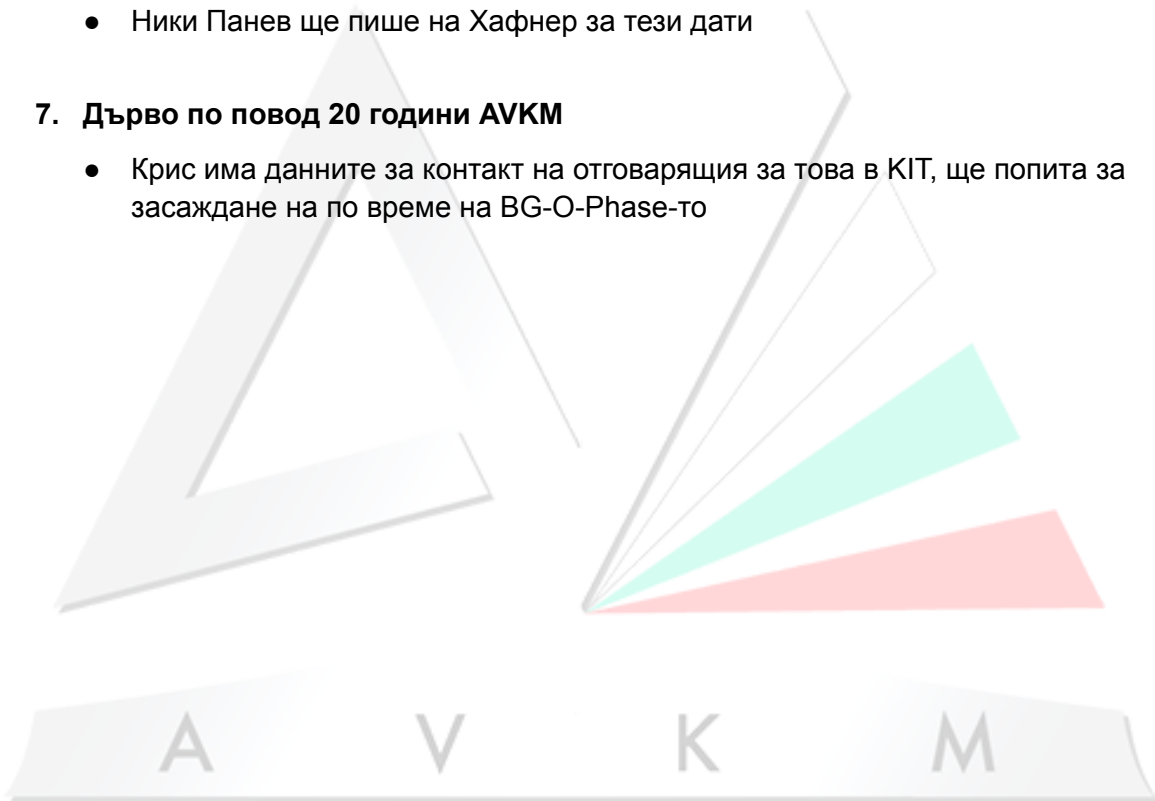 ● Ники Панев ще пише на Хафнер за тези дати
7. Дърво по повод 20 години AVKM
● Крис има данните за контакт на отговарящия за това в KIT, ще попита за
засаждане на по време на BG-O-Phase-то
A V K M